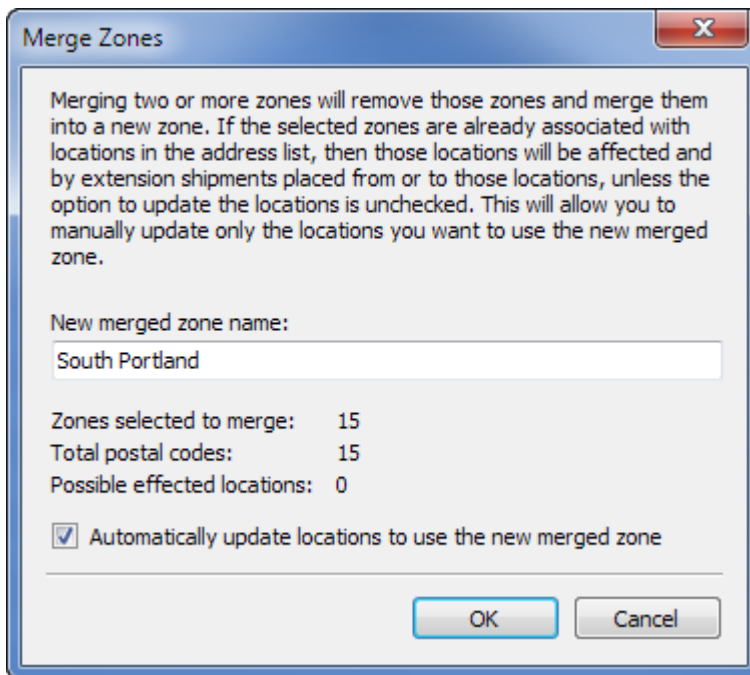 Merge Zones
Merging two or more zones will remove those zones and merge them
into a new zone. If the selected zones are already associated with
locations in the address list, then those locations will be affected and
by extension shipments placed from or to those locations, unless the
option to update the locations is unchecked. This will allow you to
manually update only the locations you want to use the new merged
zone.
New merged zone name:
South Portland
Zones selected to merge: 15
Total postal codes: 15
Possible effected locations: 0
Automatically update locations to use the new merged zone
OK Cancel